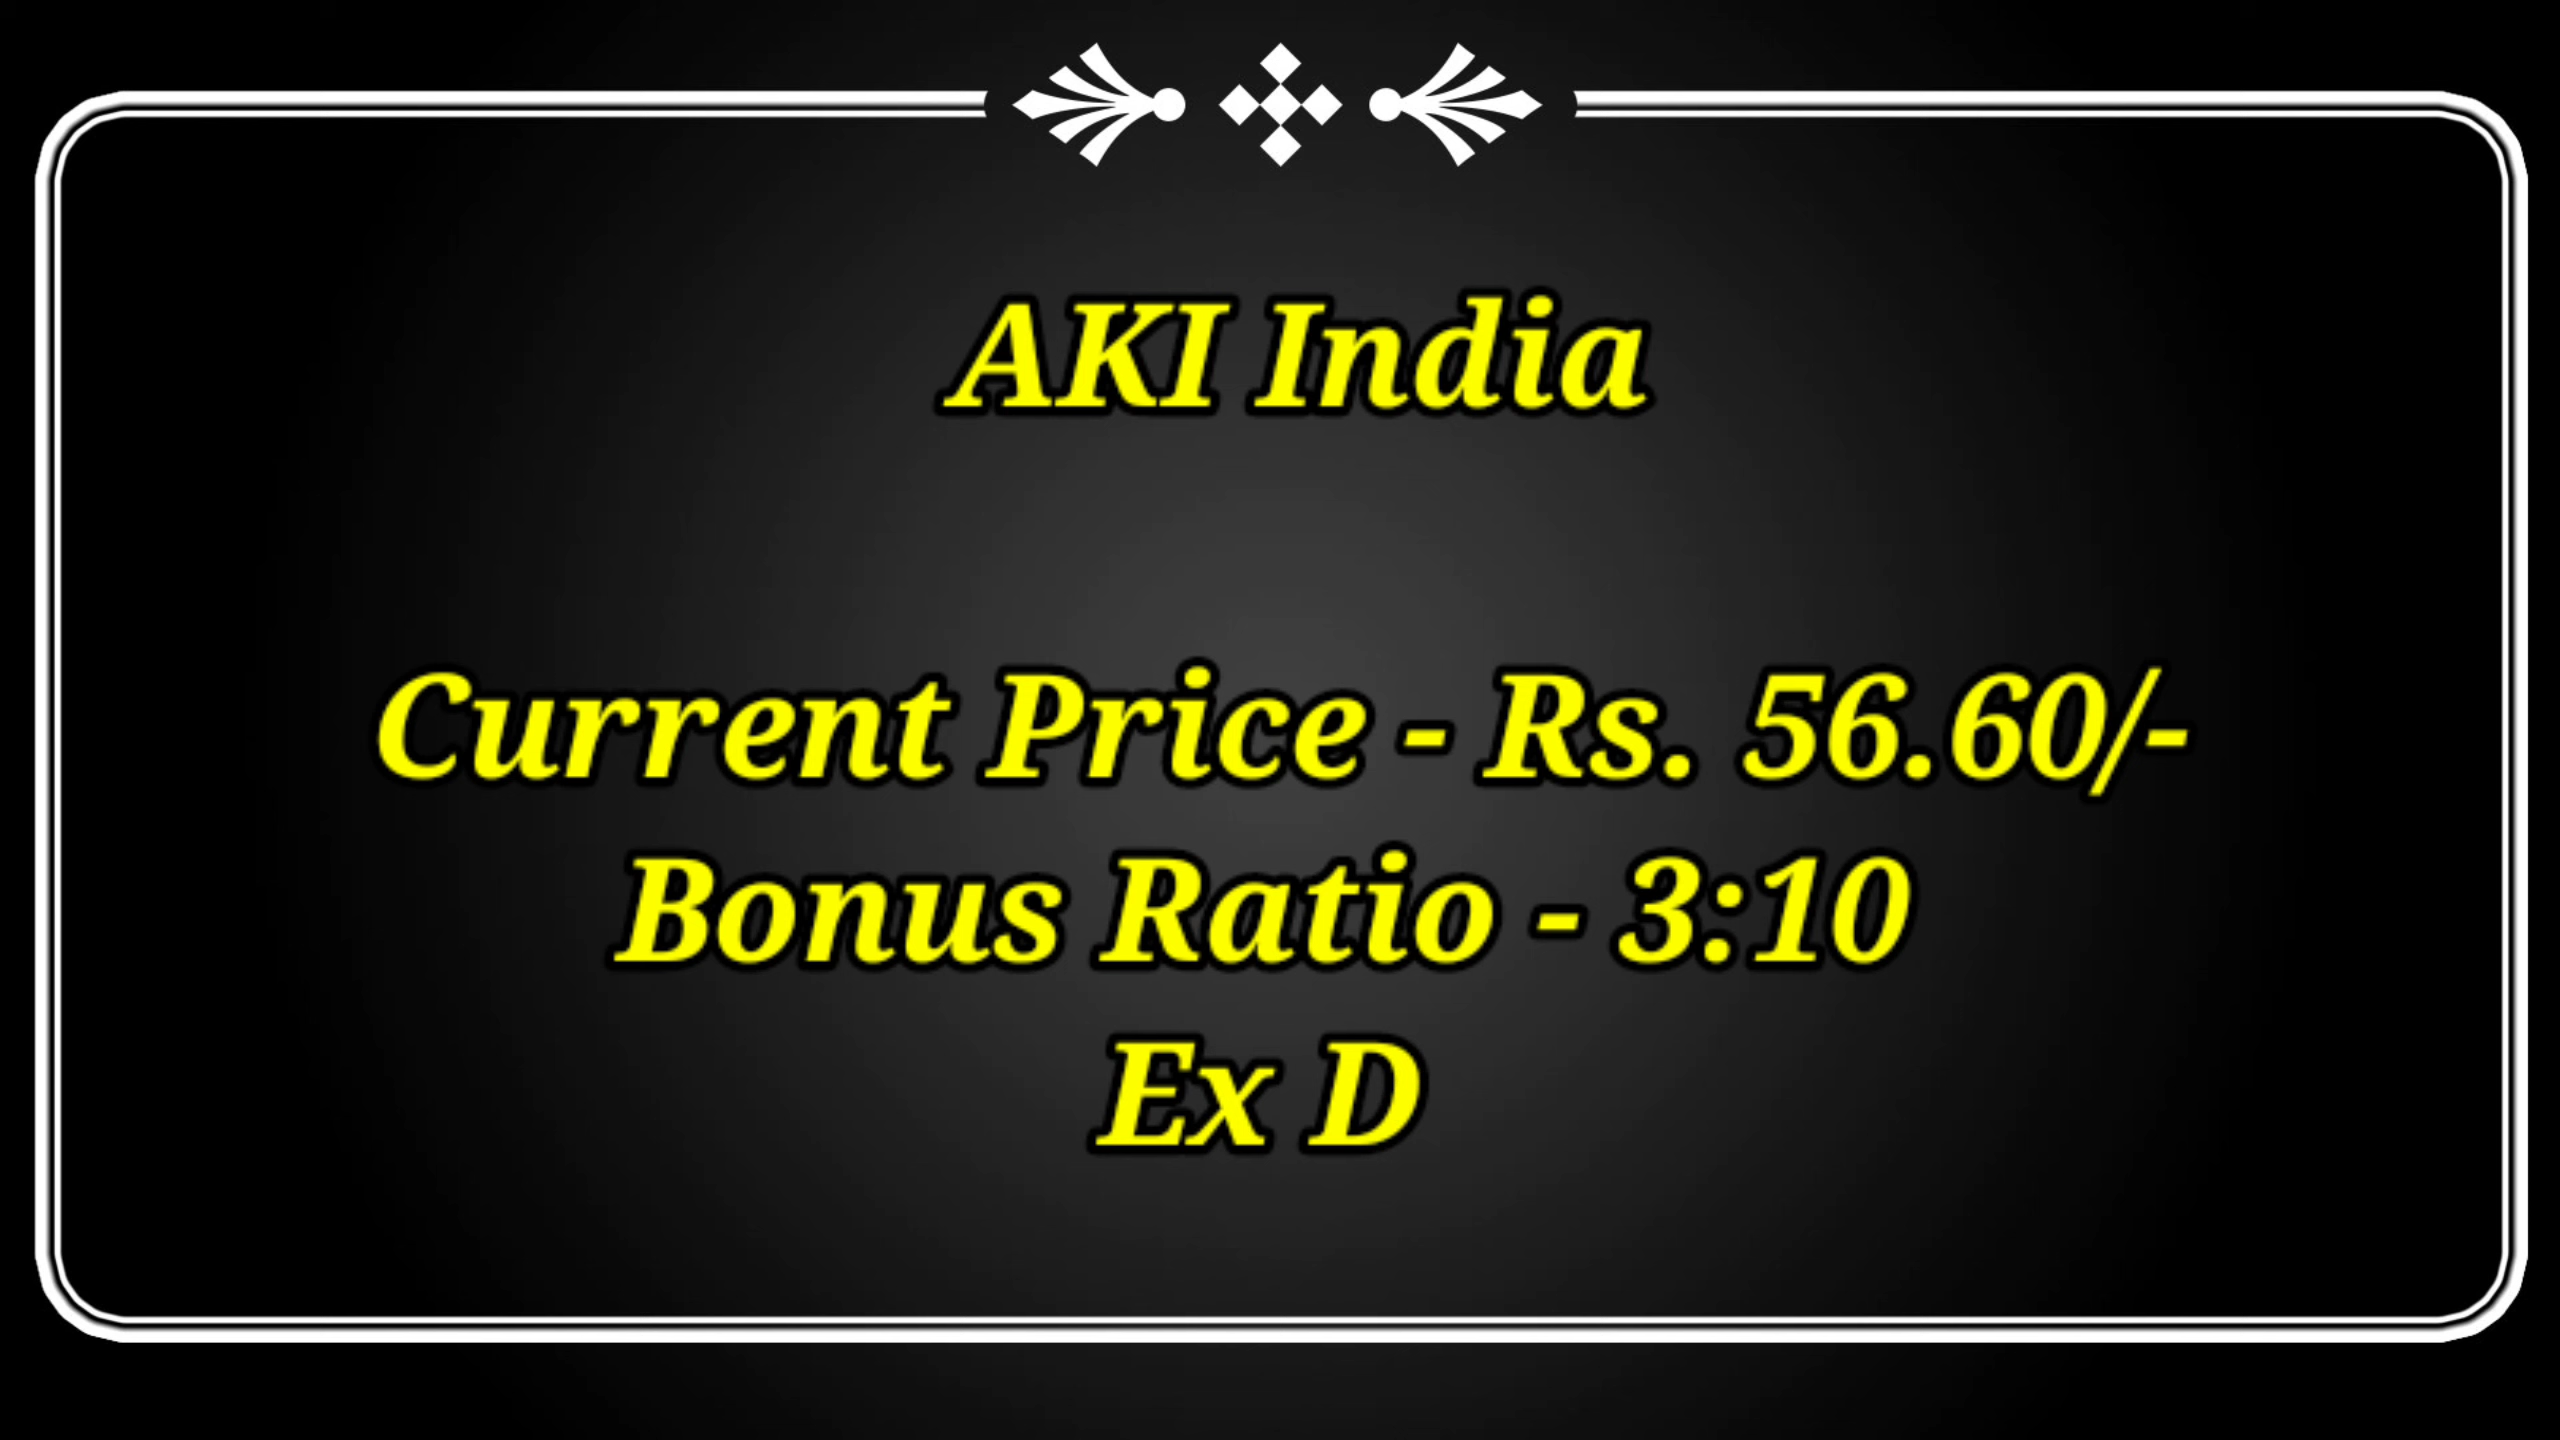 AKI India
Current Price - Rs. 56.60/-
Bonus Ratio - 3:10
Ex D